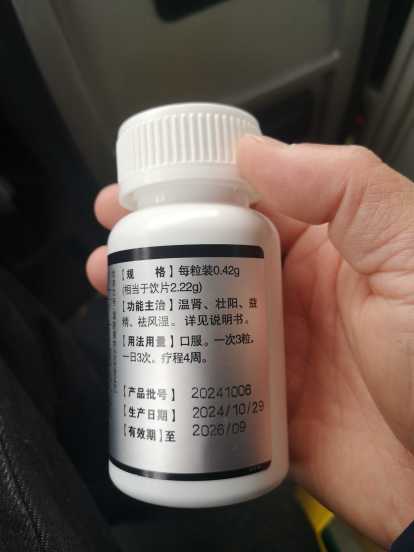 【规　格】每粒装0.42g
(相当于饮片2.22g)
【功能主治】温肾、壮阳、益
精、祛风湿。详见说明书。
【用法用量】口服。一次3粒,
一日3次。疗程4周。
【产品批号】 20241006
【生产日期】 2024/10/29
【有效期】至 2026/09